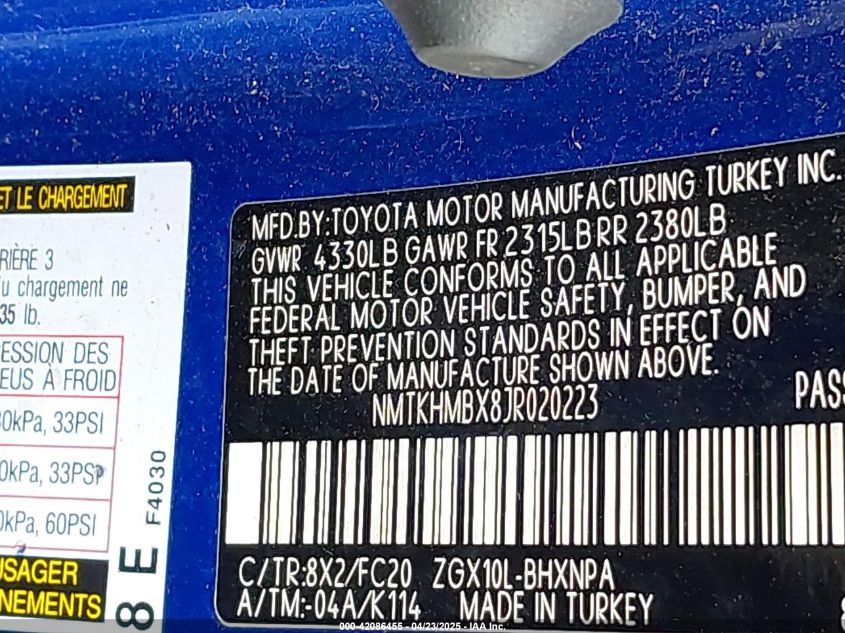 ET LE CHARGEMENT
RIÈRE 3
u chargement ne
35 lb.
ESSION DES
EUS À FROID
0kPa, 33PSI
0kPa, 33PSI
0kPa, 60PSI
USAGER
NEMENTS
8 E F4030
MFD.BY:TOYOTA MOTOR MANUFACTURING TURKEY INC.
GVWR 4330LB GAWR FR 2315LB RR 2380LB
THIS VEHICLE CONFORMS TO ALL APPLICABLE
FEDERAL MOTOR VEHICLE SAFETY, BUMPER, AND
THEFT PREVENTION STANDARDS IN EFFECT ON
THE DATE OF MANUFACTURE SHOWN ABOVE.
NMTKHMBX8JR020223 PASS
C/TR:8X2/FC20 ZGX10L-BHXNPA
A/TM:-04A/K114 MADE IN TURKEY
000-42086455 - 04/23/2025 - IAA Inc.